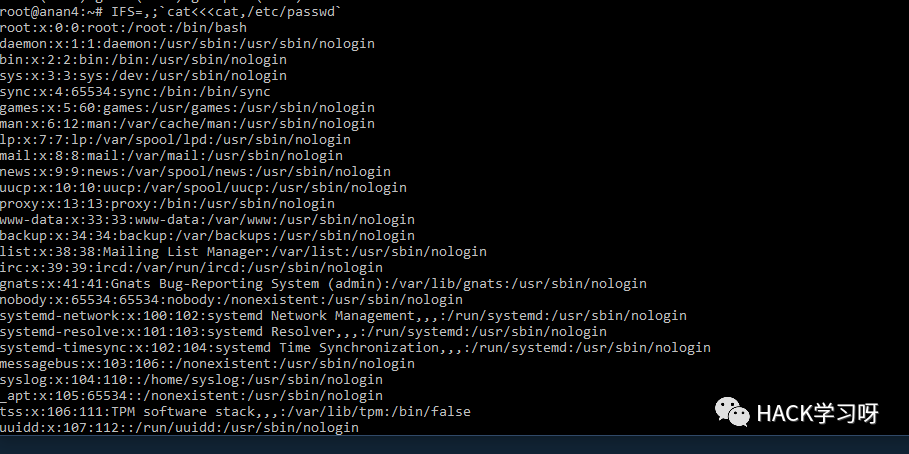 root@anan4:~# IFS=,;`cat<<<cat,/etc/passwd`
root:x:0:0:root:/root:/bin/bash
daemon:x:1:1:daemon:/usr/sbin:/usr/sbin/nologin
bin:x:2:2:bin:/bin:/usr/sbin/nologin
sys:x:3:3:sys:/dev:/usr/sbin/nologin
sync:x:4:65534:sync:/bin:/bin/sync
games:x:5:60:games:/usr/games:/usr/sbin/nologin
man:x:6:12:man:/var/cache/man:/usr/sbin/nologin
lp:x:7:7:lp:/var/spool/lpd:/usr/sbin/nologin
mail:x:8:8:mail:/var/mail:/usr/sbin/nologin
news:x:9:9:news:/var/spool/news:/usr/sbin/nologin
uucp:x:10:10:uucp:/var/spool/uucp:/usr/sbin/nologin
proxy:x:13:13:proxy:/bin:/usr/sbin/nologin
www-data:x:33:33:www-data:/var/www:/usr/sbin/nologin
backup:x:34:34:backup:/var/backups:/usr/sbin/nologin
list:x:38:38:Mailing List Manager:/var/list:/usr/sbin/nologin
irc:x:39:39:ircd:/var/run/ircd:/usr/sbin/nologin
gnats:x:41:41:Gnats Bug-Reporting System (admin):/var/lib/gnats:/usr/sbin/nologin
nobody:x:65534:65534:nobody:/nonexistent:/usr/sbin/nologin
systemd-network:x:100:102:systemd Network Management,,,:/run/systemd:/usr/sbin/nologin
systemd-resolve:x:101:103:systemd Resolver,,,:/run/systemd:/usr/sbin/nologin
systemd-timesync:x:102:104:systemd Time Synchronization,,,:/run/systemd:/usr/sbin/nologin
messagebus:x:103:106::/nonexistent:/usr/sbin/nologin
syslog:x:104:110::/home/syslog:/usr/sbin/nologin
_apt:x:105:65534::/nonexistent:/usr/sbin/nologin
tss:x:106:111:TPM software stack,,,:/var/lib/tpm:/bin/false
uuidd:x:107:112::/run/uuidd:/usr/sbin/nologin
HACK学习呀